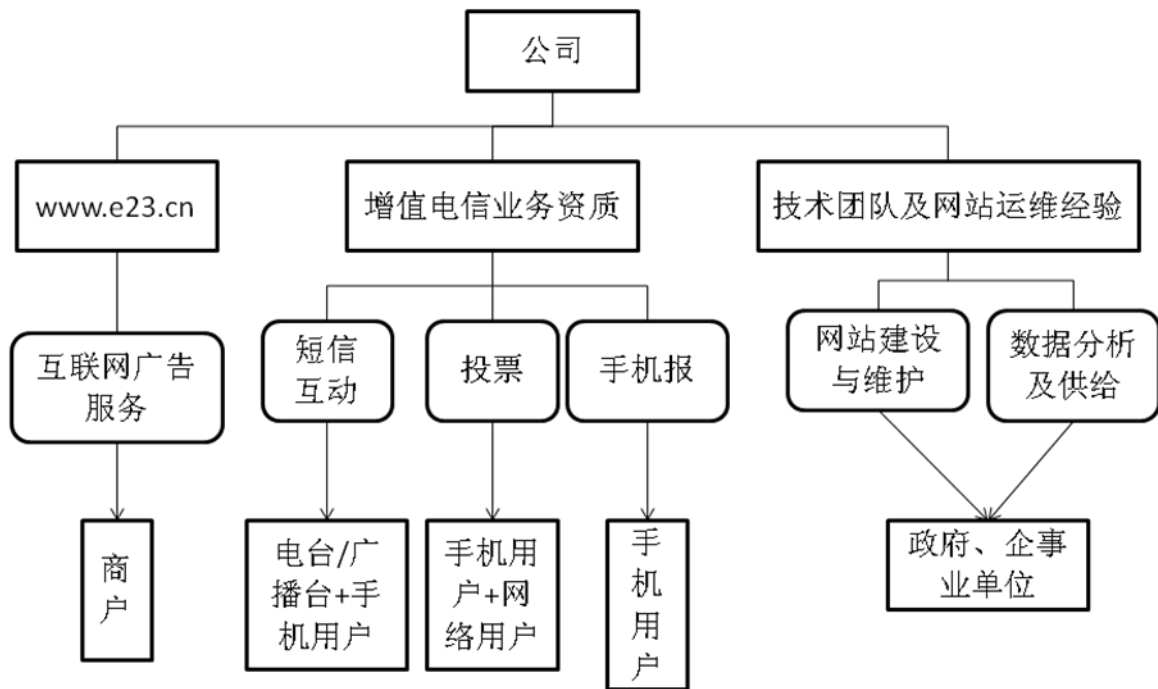 公司
www.e23.cn
增值电信业务资质
技术团队及网站运维经验
互联网广告
服务
短信
互动
投票
手机报
网站建设
与维护
数据分析
及供给
商
户
电台/广
播台+手
机用户
手机用
户+网
络用户
手
机
用
户
政府、企事
业单位